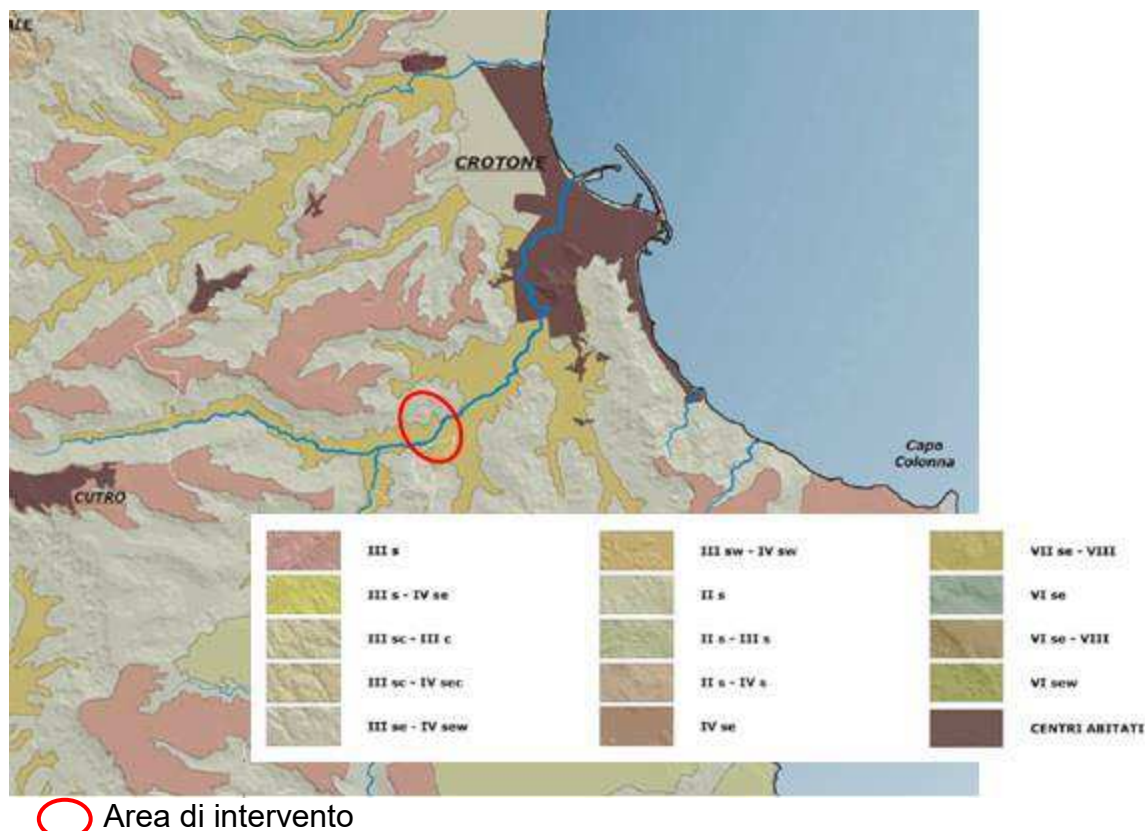 ALE
CROTONE
Capo
Colonna
CUTRO
III s
III s - IV se
III sc - III c
III sc - IV sec
III se - IV sew
III sw - IV sw
II s
II s - III s
II s - IV s
IV se
VII se - VIII
VI se
VI se - VIII
VI sew
CENTRI ABITATI
Area di intervento